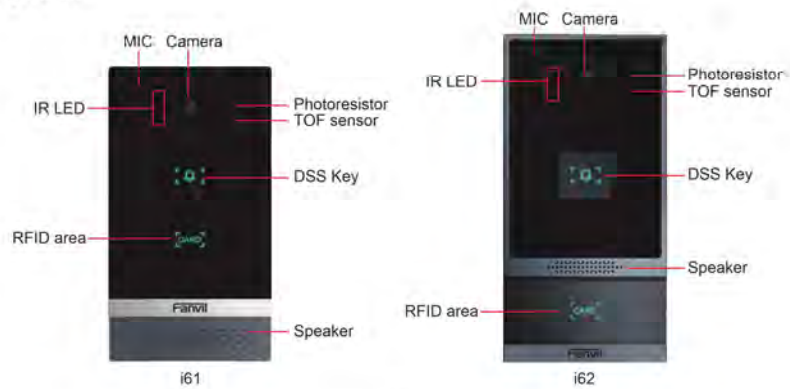 MIC Camera
IR LED
Photoresistor
TOF sensor
DSS Key
RFID area
CARD
Fanvil
Speaker
i61
MIC Camera
IR LED
Photoresistor
TOF sensor
DSS Key
Speaker
RFID area
CARD
Fanvil
i62